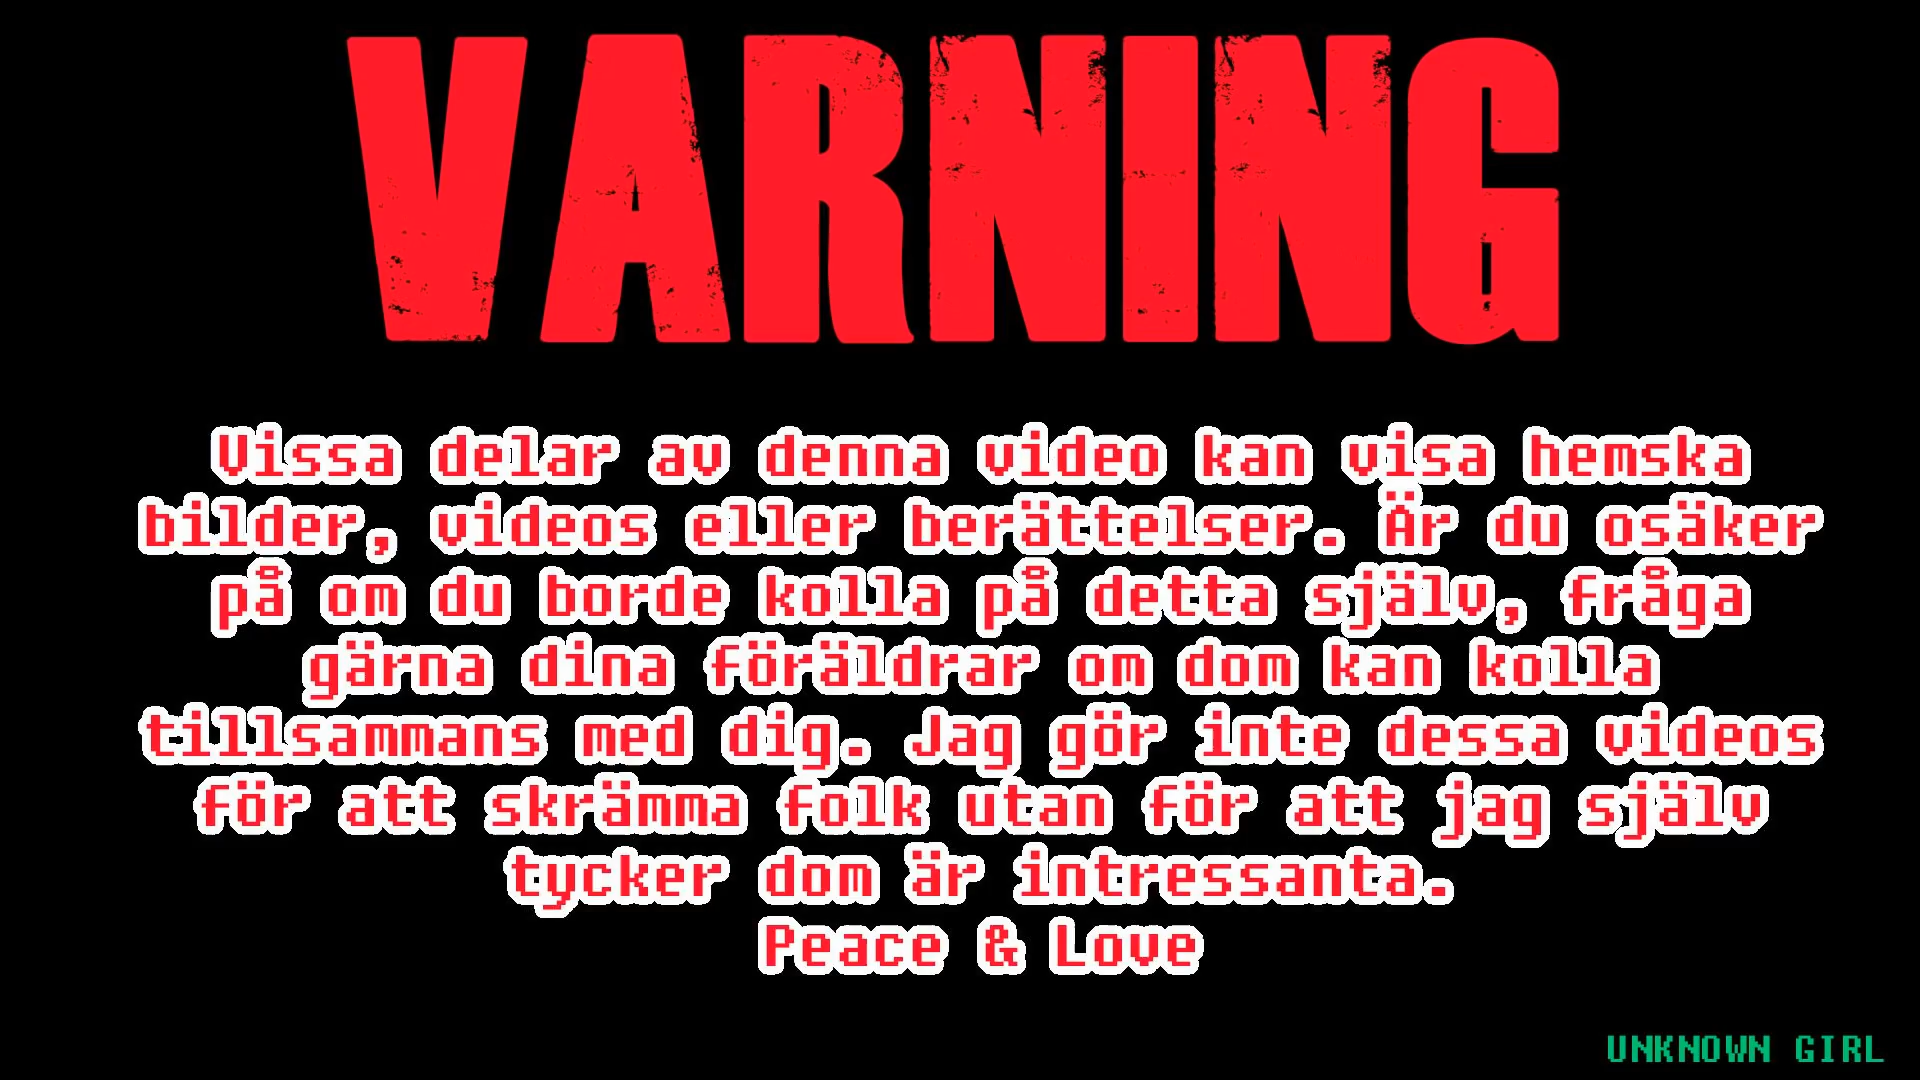 VARNING
Vissa delar av denna video kan visa hemska
bilder, videos eller berättelser. Är du osäker
på om du borde kolla på detta själv, fråga
gärna dina föräldrar om dom kan kolla
tillsammans med dig. Jag gör inte dessa videos
för att skrämma folk utan för att jag själv
tycker dom är intressanta.
Peace & Love
UNKNOWN GIRL